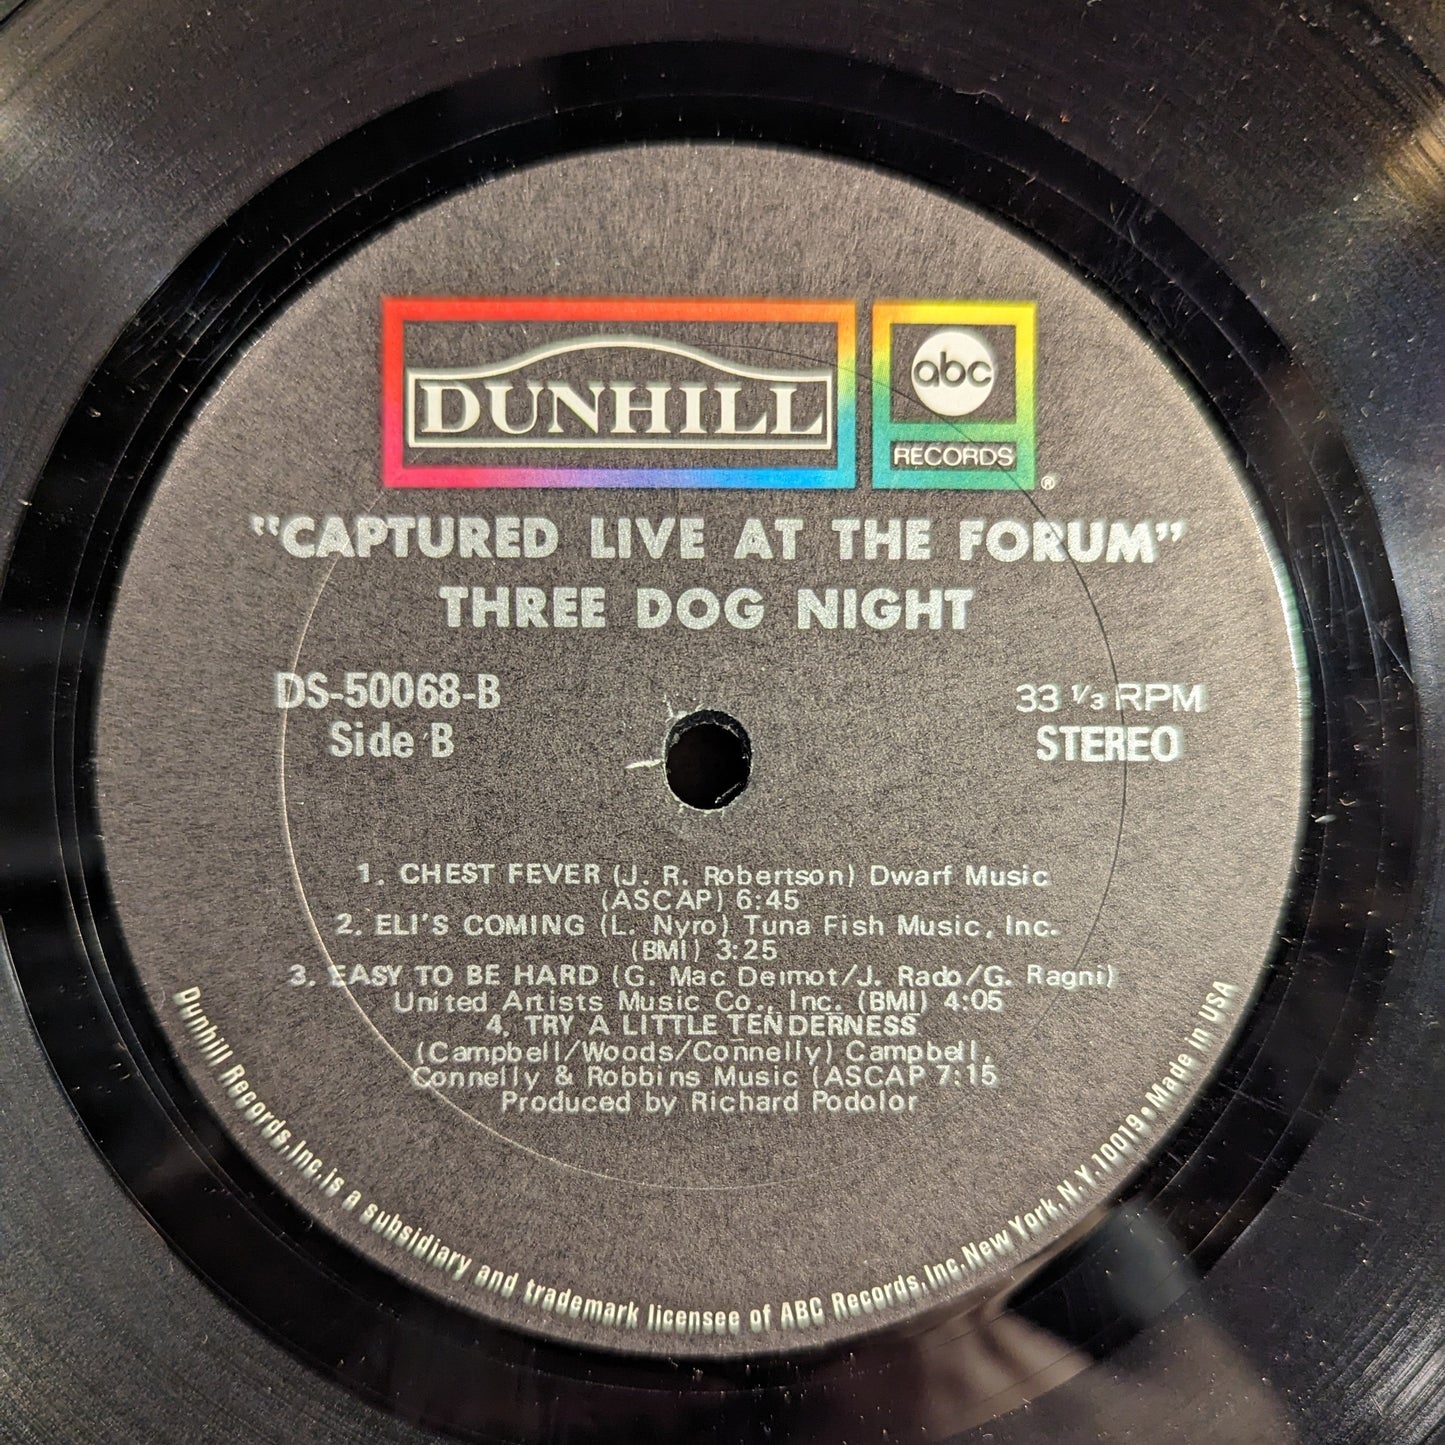 DUNHILL
abc
RECORDS
®
"CAPTURED LIVE AT THE FORUM"
THREE DOG NIGHT
DS-50068-B
Side B
33 1/3 RPM
STEREO
1. CHEST FEVER (J. R. Robertson) Dwarf Music
(ASCAP) 6:45
2. ELI'S COMING (L. Nyro) Tuna Fish Music, Inc.
(BMI) 3:25
3. EASY TO BE HARD (G. Mac Deimot/J. Rado/G. Ragni)
United Artists Music Co., Inc. (BMI) 4:05
4. TRY A LITTLE TENDERNESS
(Campbell/Woods/Connelly) Campbell,
Connelly & Robbins Music (ASCAP 7:15
Produced by Richard Podolor
Dunhill Records, Inc. is a subsidiary and trademark licensee of ABC Records, Inc. New York, N.Y. 10019 • Made in USA